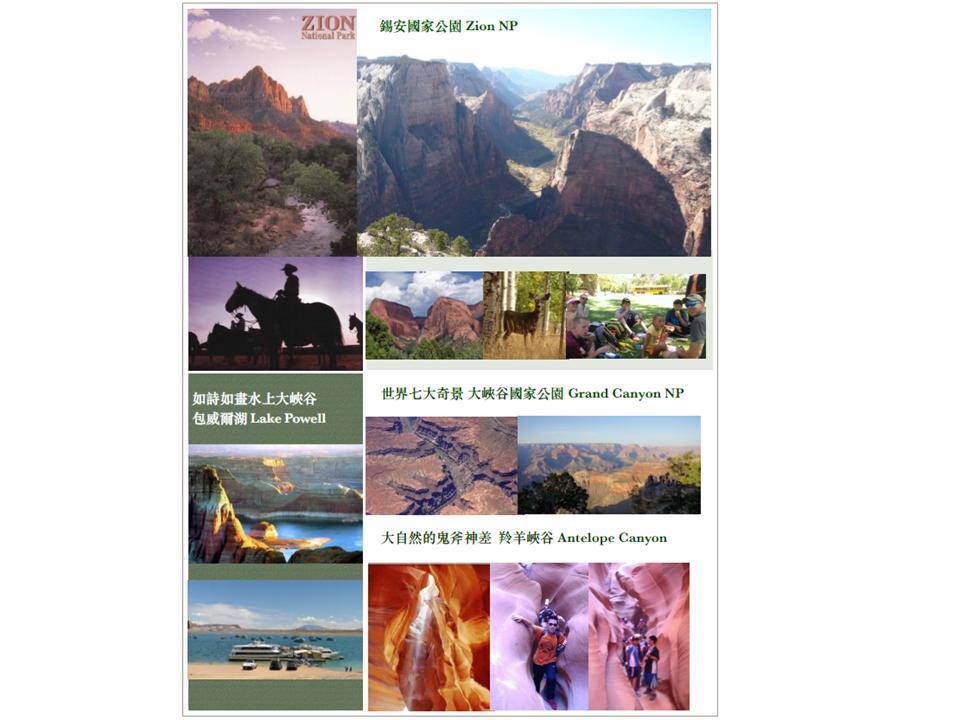 ZION
National Park
錫安國家公園 Zion NP
如詩如畫水上大峽谷
包威爾湖 Lake Powell
世界七大奇景 大峽谷國家公園 Grand Canyon NP
大自然的鬼斧神差 羚羊峽谷 Antelope Canyon